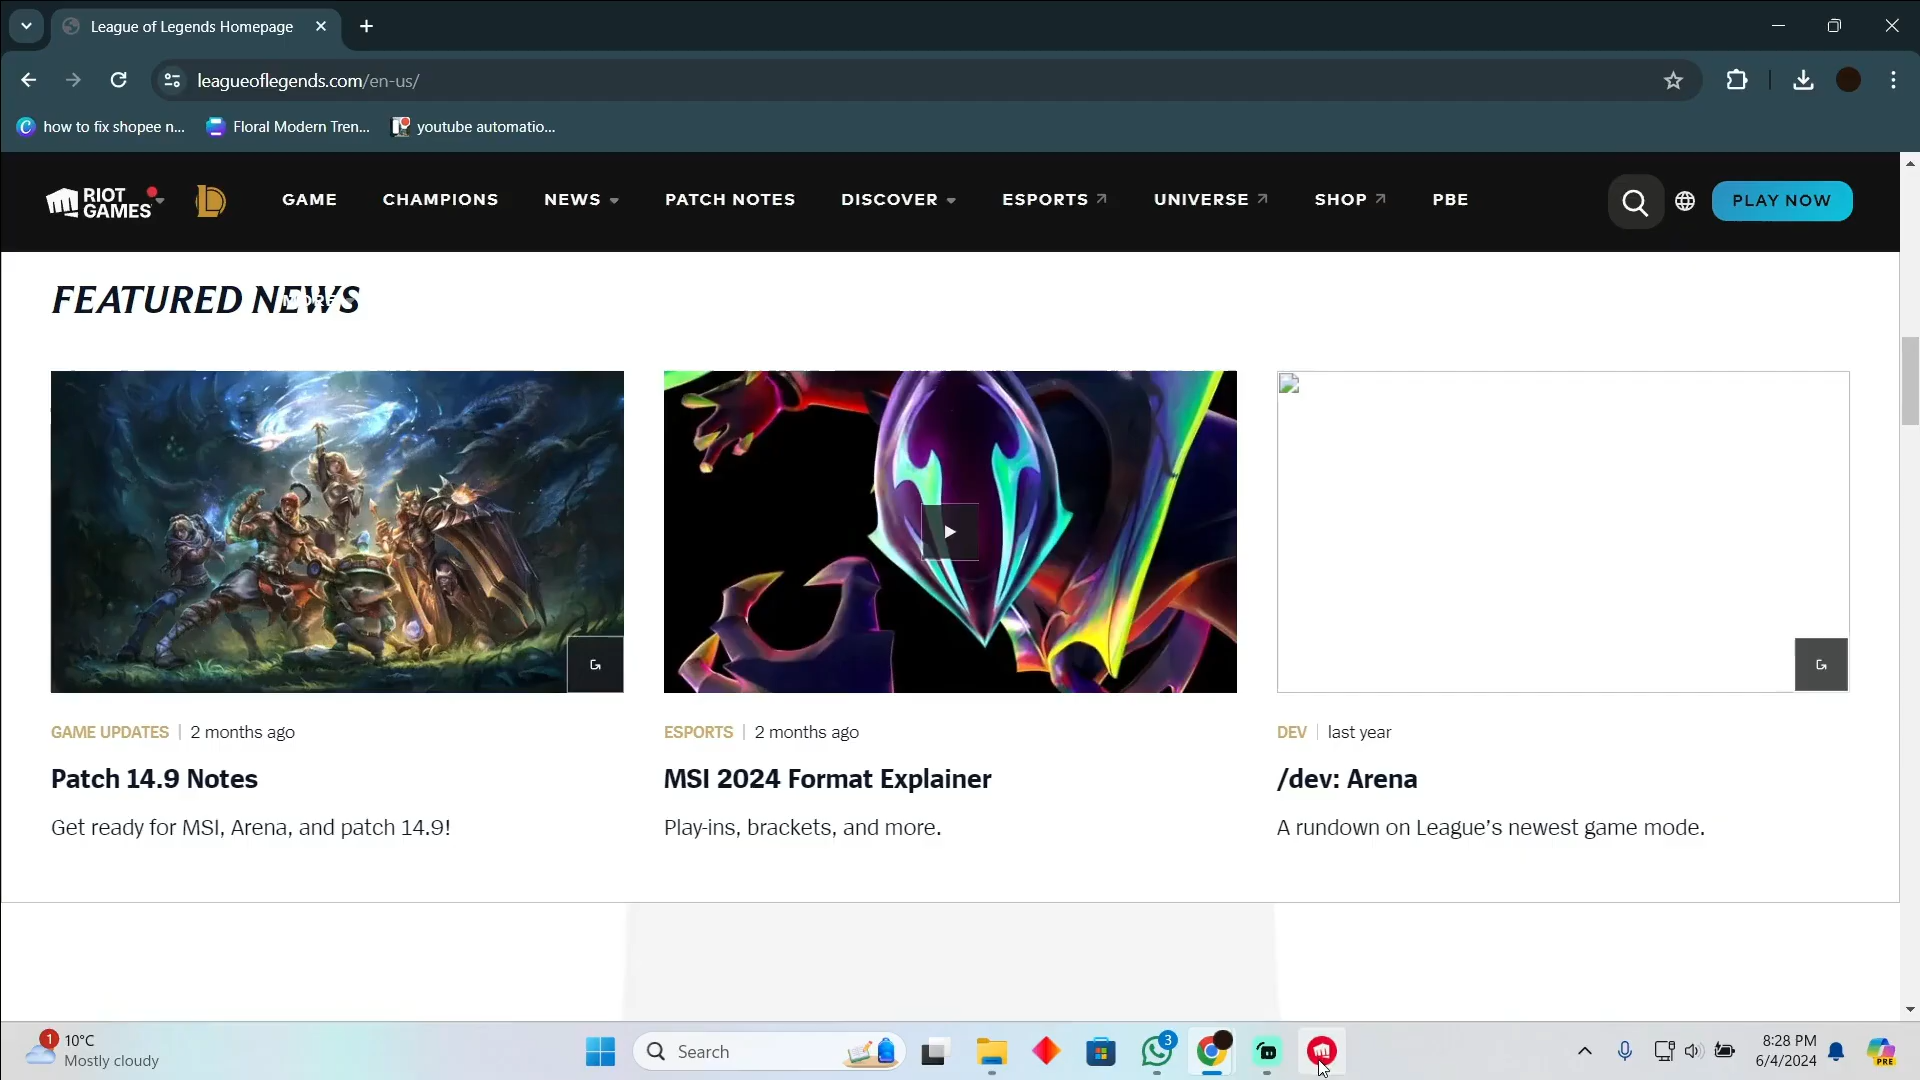 League of Legends Homepage
leagueoflegends.com/en-us/
how to fix shopee n...
Floral Modern Tren...
youtube automatio...
RIOT GAMES
GAME
CHAMPIONS
NEWS
PATCH NOTES
DISCOVER
ESPORTS
UNIVERSE
SHOP
PBE
PLAY NOW
FEATURED NEWS
MORE
GAME UPDATES | 2 months ago
Patch 14.9 Notes
Get ready for MSI, Arena, and patch 14.9!
ESPORTS | 2 months ago
MSI 2024 Format Explainer
Play-ins, brackets, and more.
DEV | last year
/dev: Arena
A rundown on League's newest game mode.
1
10°C
Mostly cloudy
Search
3
8:28 PM
6/4/2024
PRE